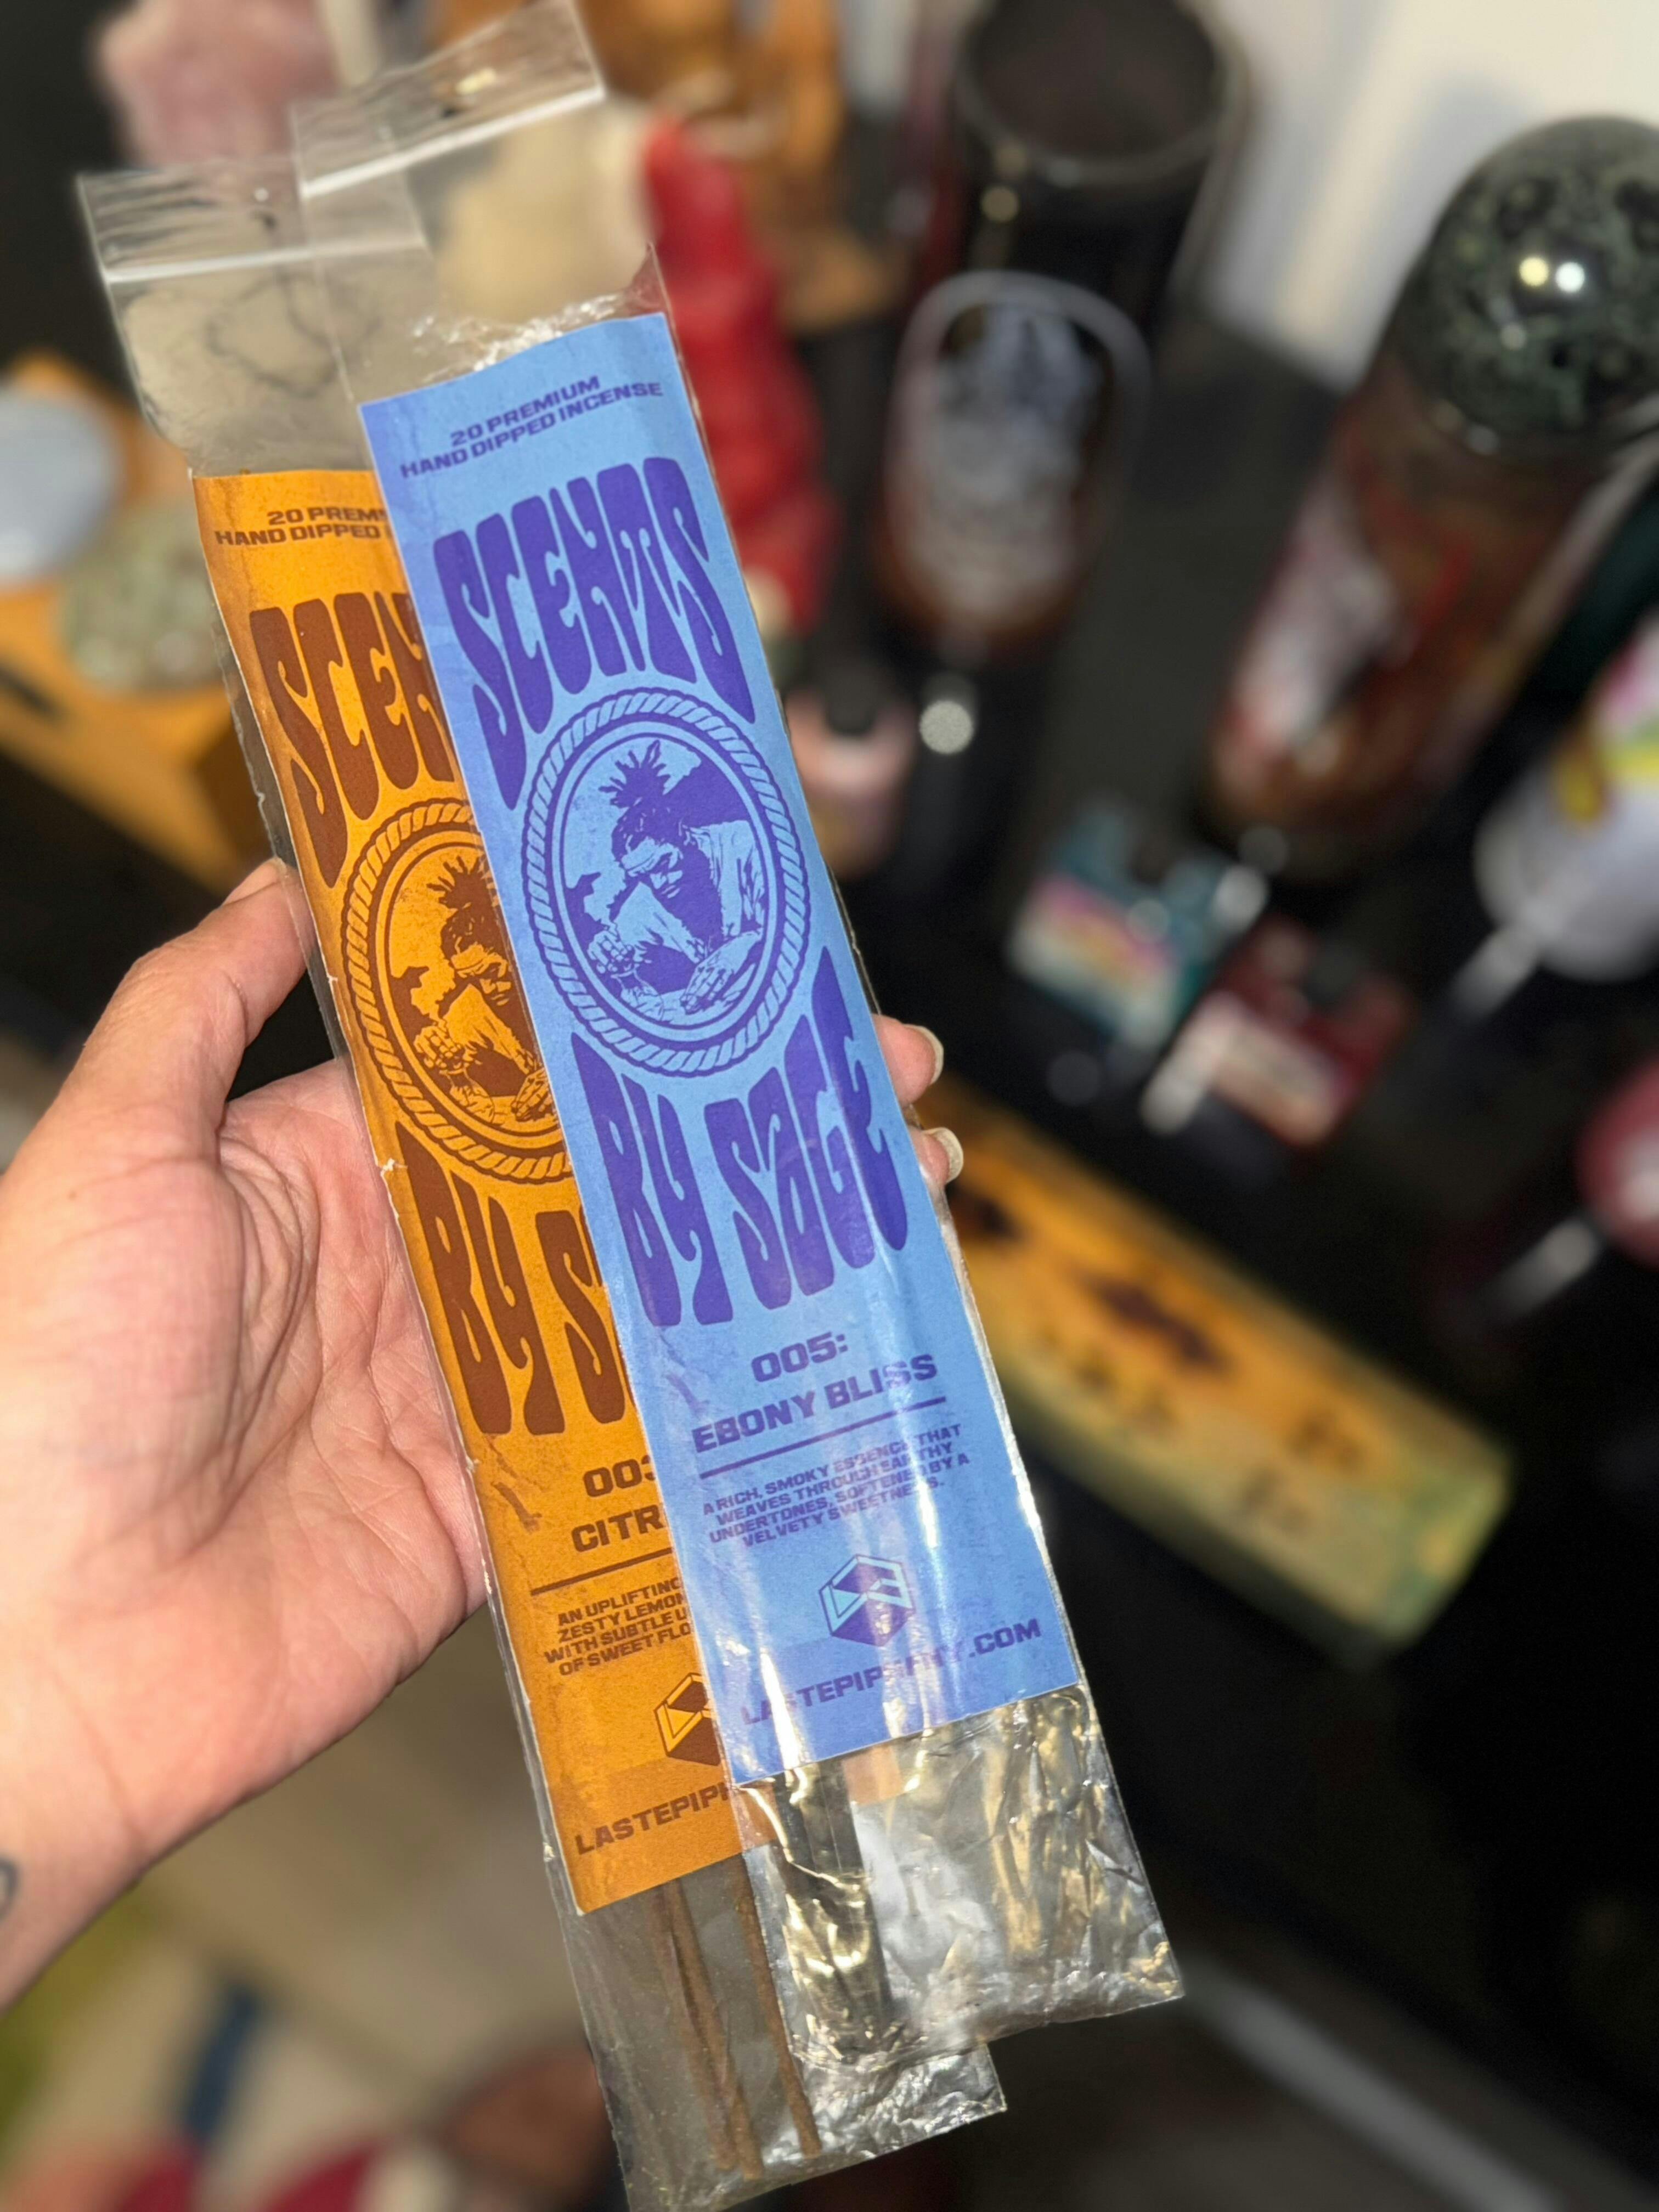 20 PREMIUM
HAND DIPPED INCENSE
SCENTS
BY SAGE
005:
EBONY BLISS
A RICH, SMOKY ESSENCE THAT
WEAVES THROUGH EARTHY
UNDERTONES, SOFTENED BY A
VELVETY SWEETNESS.
20 PREM
HAND DIPPED
SCEN
BY S
003
CITR
AN UPLIFTING
ZESTY LEMON
WITH SUBTLE U
OF SWEET FLO
LASTEPIP